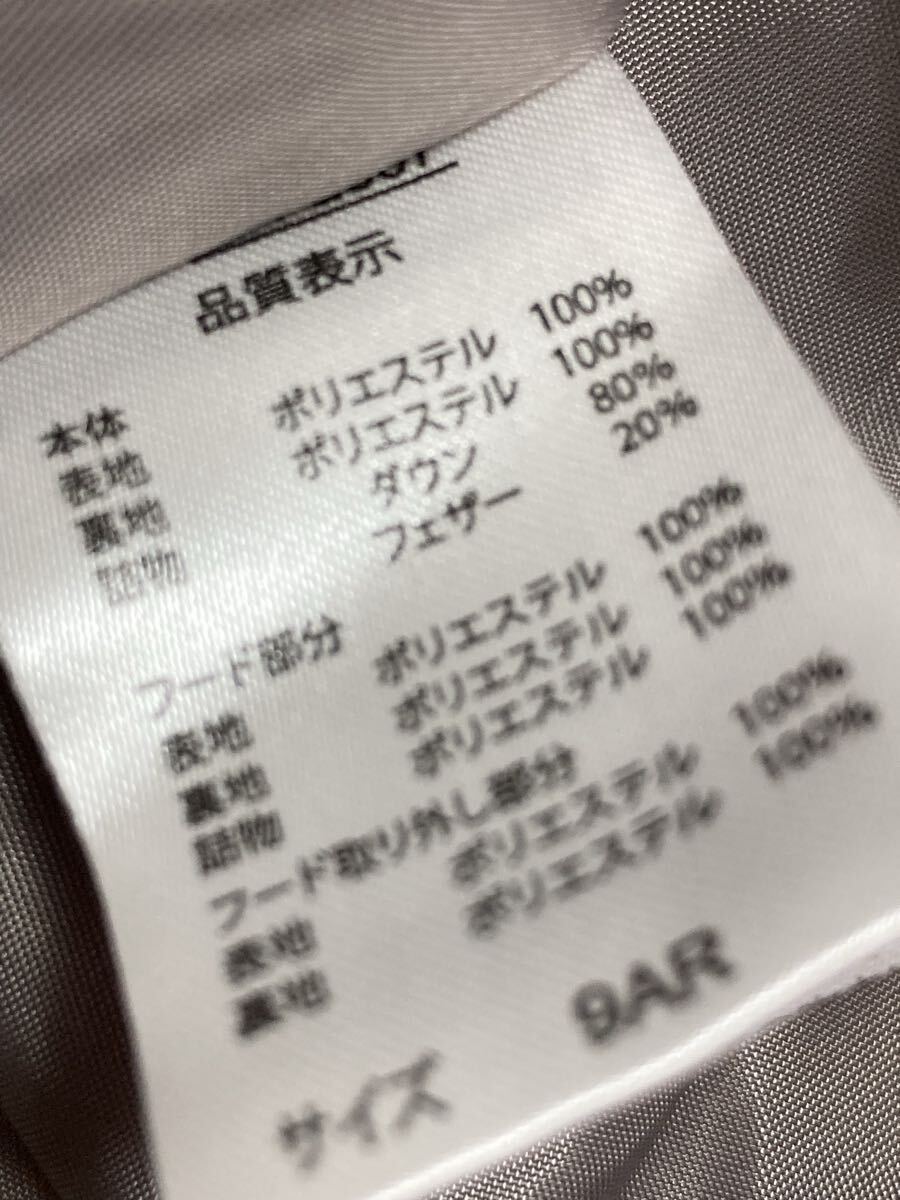 品質表示
本体
表地 ポリエステル 100%
裏地 ポリエステル 100%
詰物 ダウン 80%
フェザー 20%
フード部分
表地 ポリエステル 100%
裏地 ポリエステル 100%
詰物 ポリエステル 100%
フード取り外し部分
表地 ポリエステル 100%
裏地 ポリエステル 100%
サイズ 9AR